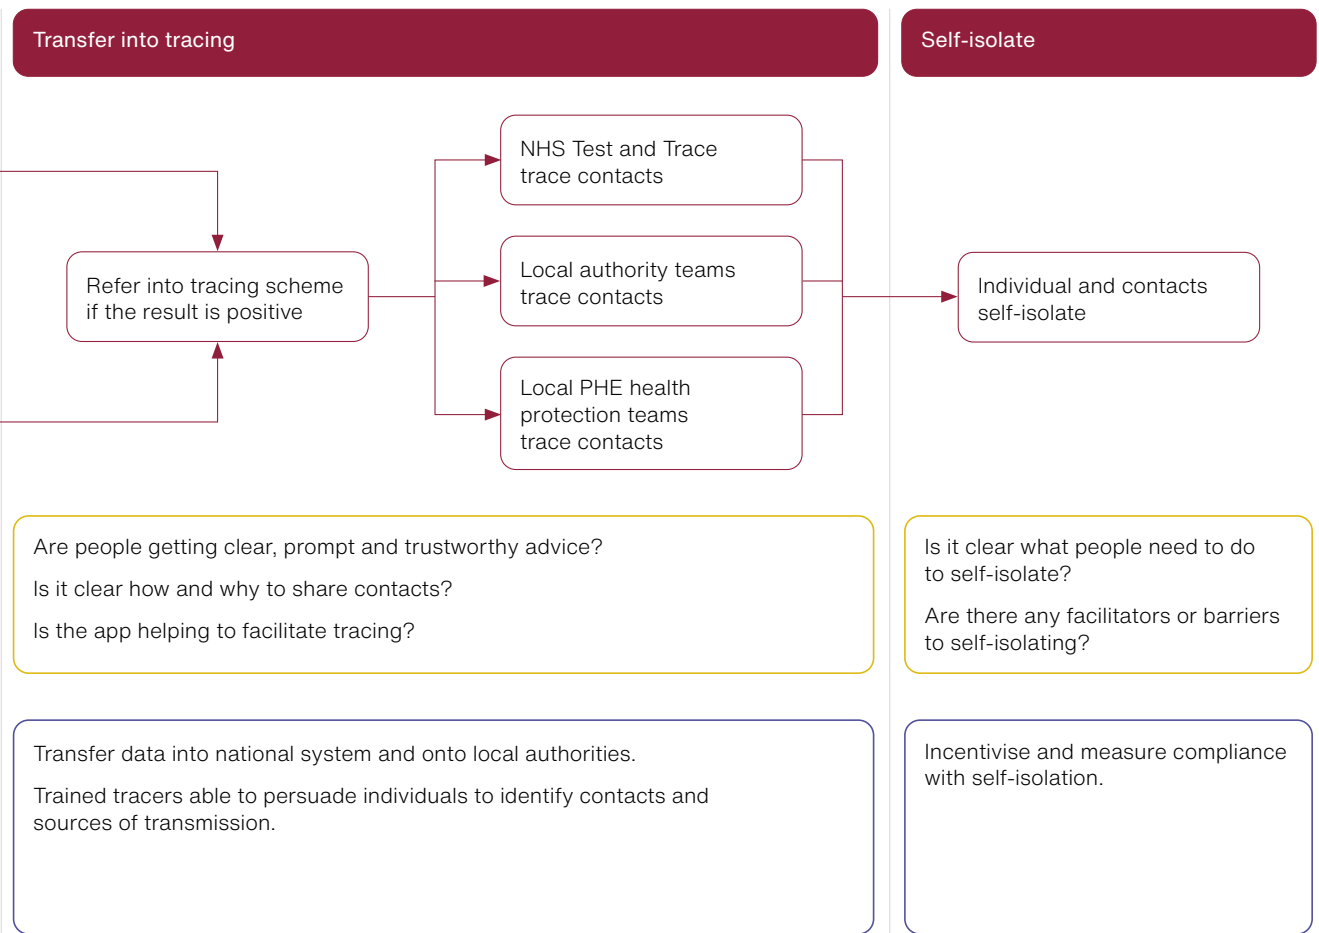 Transfer into tracing
Self-isolate
NHS Test and Trace
trace contacts
Refer into tracing scheme
if the result is positive
Local authority teams
trace contacts
Individual and contacts
self-isolate
Local PHE health
protection teams
trace contacts
Are people getting clear, prompt and trustworthy advice?
Is it clear how and why to share contacts?
Is the app helping to facilitate tracing?
Is it clear what people need to do
to self-isolate?
Are there any facilitators or barriers
to self-isolating?
Transfer data into national system and onto local authorities.
Trained tracers able to persuade individuals to identify contacts and
sources of transmission.
Incentivise and measure compliance
with self-isolation.